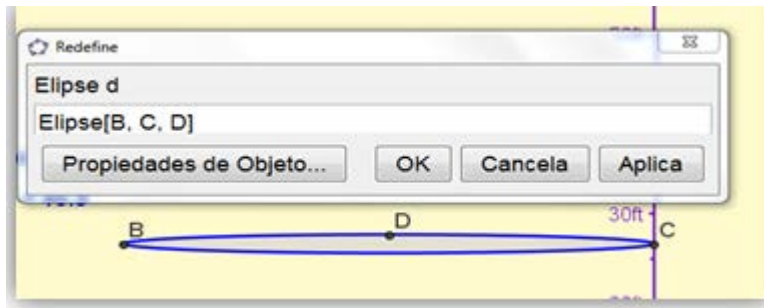 Redefine
Elipse d
Elipse[B, C, D]
Propiedades de Objeto... OK Cancela Aplica
30ft
B D C